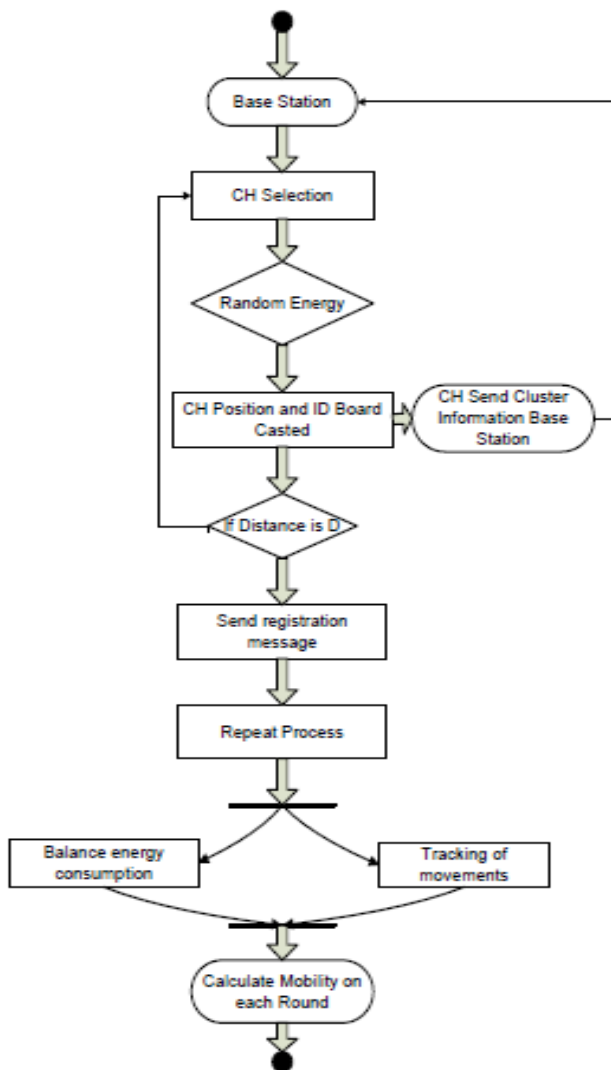 Base Station
CH Selection
Random Energy
CH Position and ID Board
Casted
CH Send Cluster
Information Base
Station
If Distance is D
Send registration
message
Repeat Process
Balance energy
consumption
Tracking of
movements
Calculate Mobility on
each Round